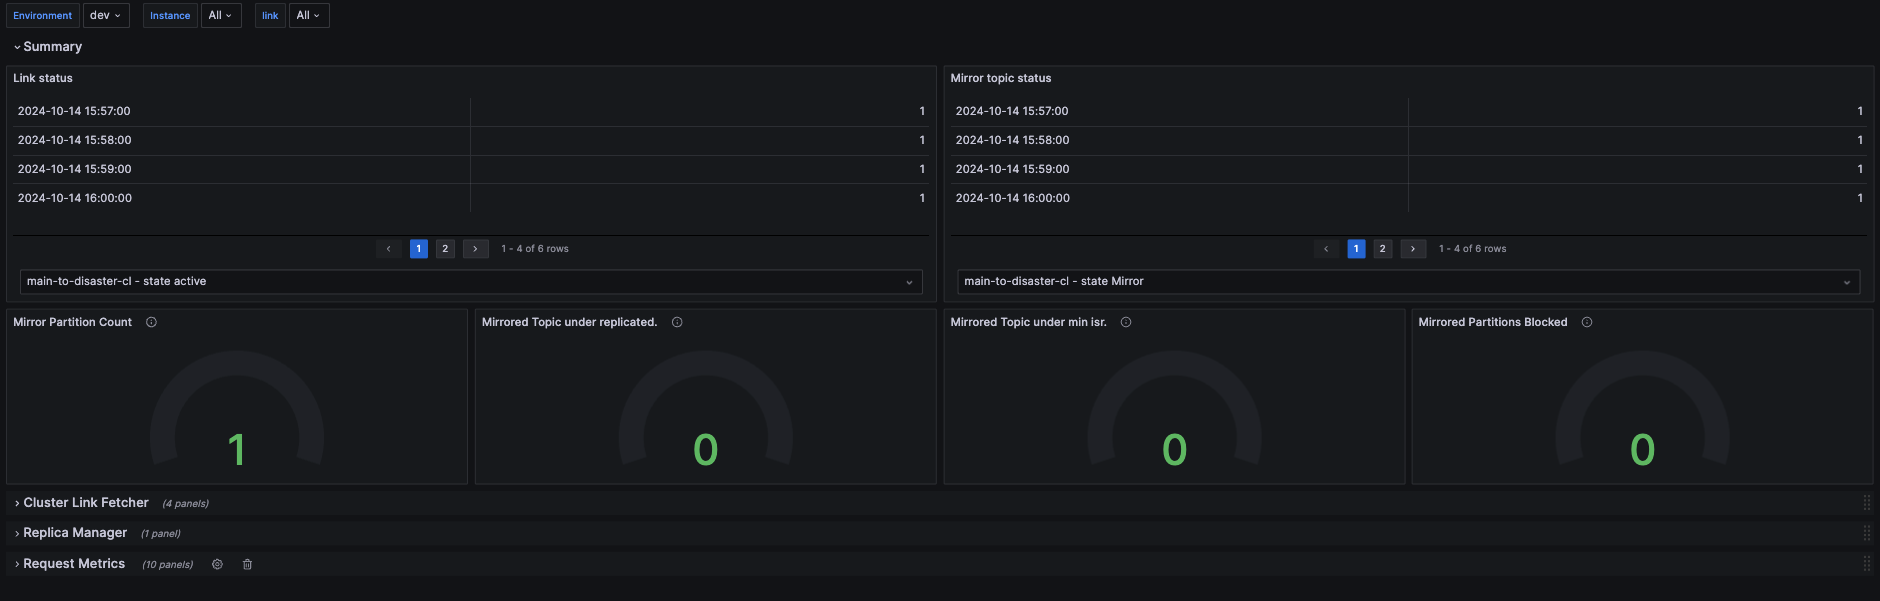 Environment dev Instance All link All
Summary
Link status
2024-10-14 15:57:00 1
2024-10-14 15:58:00 1
2024-10-14 15:59:00 1
2024-10-14 16:00:00 1
1 2 1 - 4 of 6 rows
main-to-disaster-cl - state active
Mirror topic status
2024-10-14 15:57:00 1
2024-10-14 15:58:00 1
2024-10-14 15:59:00 1
2024-10-14 16:00:00 1
1 2 1 - 4 of 6 rows
main-to-disaster-cl - state Mirror
Mirror Partition Count
1
Mirrored Topic under replicated.
0
Mirrored Topic under min isr.
0
Mirrored Partitions Blocked
0
Cluster Link Fetcher (4 panels)
Replica Manager (1 panel)
Request Metrics (10 panels)